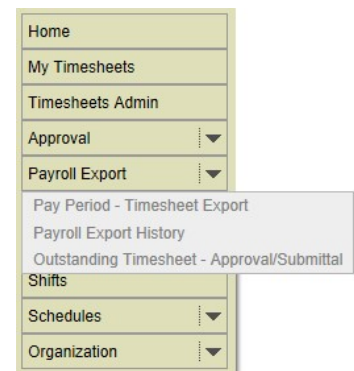 Home
My Timesheets
Timesheets Admin
Approval
Payroll Export
Pay Period - Timesheet Export
Payroll Export History
Outstanding Timesheet - Approval/Submittal
Shifts
Schedules
Organization